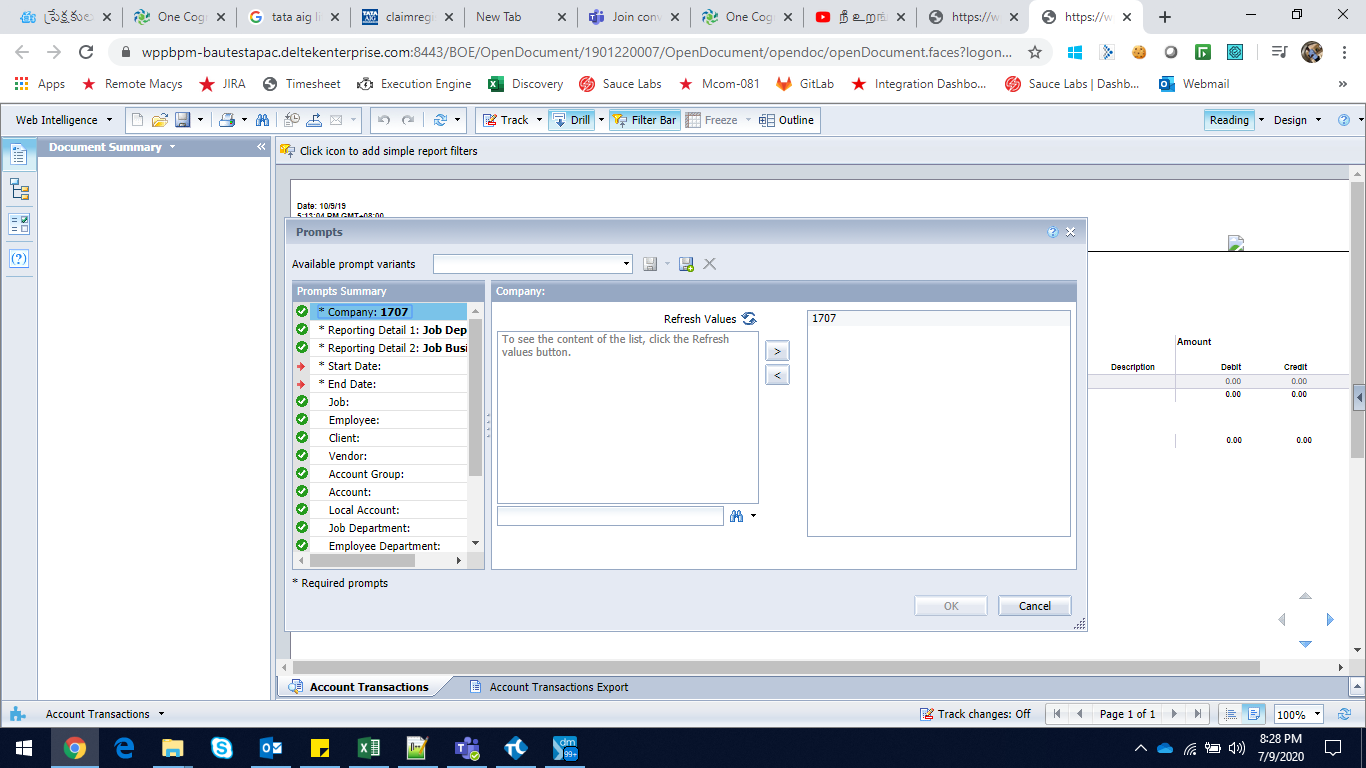 ప్రేక్షకుల
One Cog
tata aig li
claimregi
New Tab
Join con
One Cog
நீ உறங்
https://w
https://w
wppbpm-bautestapac.deltekenterprise.com:8443/BOE/OpenDocument/1901220007/OpenDocument/opendoc/openDocument.faces?logon...
Apps
Remote Macys
JIRA
Timesheet
Execution Engine
Discovery
Sauce Labs
Mcom-081
GitLab
Integration Dashbo...
Sauce Labs | Dashb...
Webmail
Web Intelligence
Track
Drill
Filter Bar
Freeze
Outline
Reading
Design
Document Summary
Click icon to add simple report filters
Date: 10/9/19
5:13:04 PM GMT+08:00
Prompts
Available prompt variants
Prompts Summary
Company:
* Company: 1707
* Reporting Detail 1: Job Dep
* Reporting Detail 2: Job Busi
* Start Date:
* End Date:
Job:
Employee:
Client:
Vendor:
Account Group:
Account:
Local Account:
Job Department:
Employee Department:
Refresh Values
To see the content of the list, click the Refresh
values button.
>
<
1707
* Required prompts
OK
Cancel
Amount
Description Debit Credit
0.00 0.00
0.00 0.00
0.00 0.00
Account Transactions
Account Transactions Export
Account Transactions
Track changes: Off
Page 1 of 1
100%
8:28 PM
7/9/2020
dm
99+